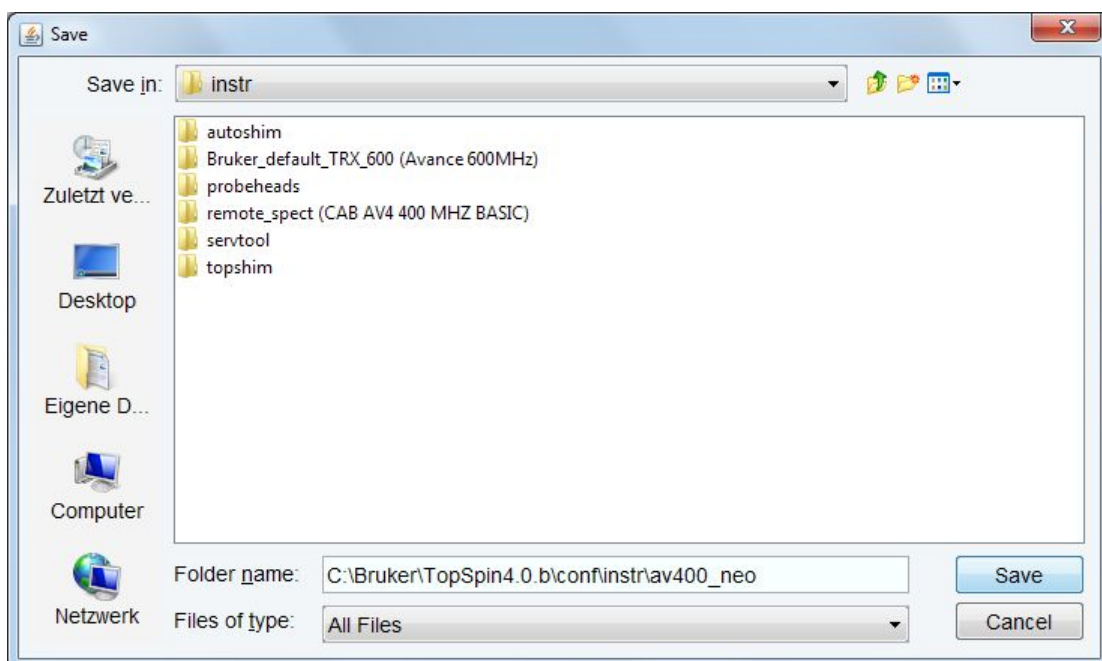 Save
Save in:
instr
Zuletzt ve...
Desktop
Eigene D...
Computer
Netzwerk
autoshim
Bruker_default_TRX_600 (Avance 600MHz)
probeheads
remote_spect (CAB AV4 400 MHZ BASIC)
servtool
topshim
Folder name:
C:\Bruker\TopSpin4.0.b\conf\instr\av400_neo
Save
Files of type:
All Files
Cancel